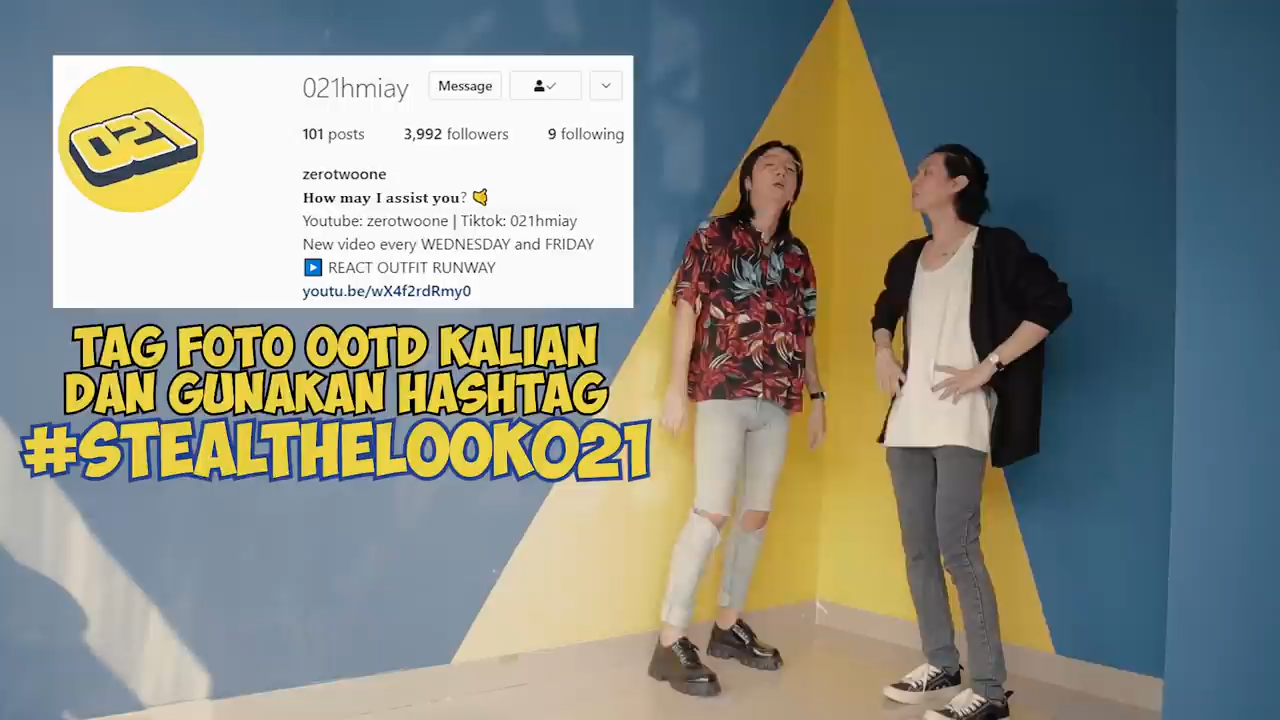 021
021hmiay Message
101 posts 3,992 followers 9 following
zerotwoone
How may I assist you? 🤙
Youtube: zerotwoone | Tiktok: 021hmiay
New video every WEDNESDAY and FRIDAY
▶️ REACT OUTFIT RUNWAY
youtu.be/wX4f2rdRmy0
TAG FOTO OOTD KALIAN
DAN GUNAKAN HASHTAG
#STEALTHELOOK021